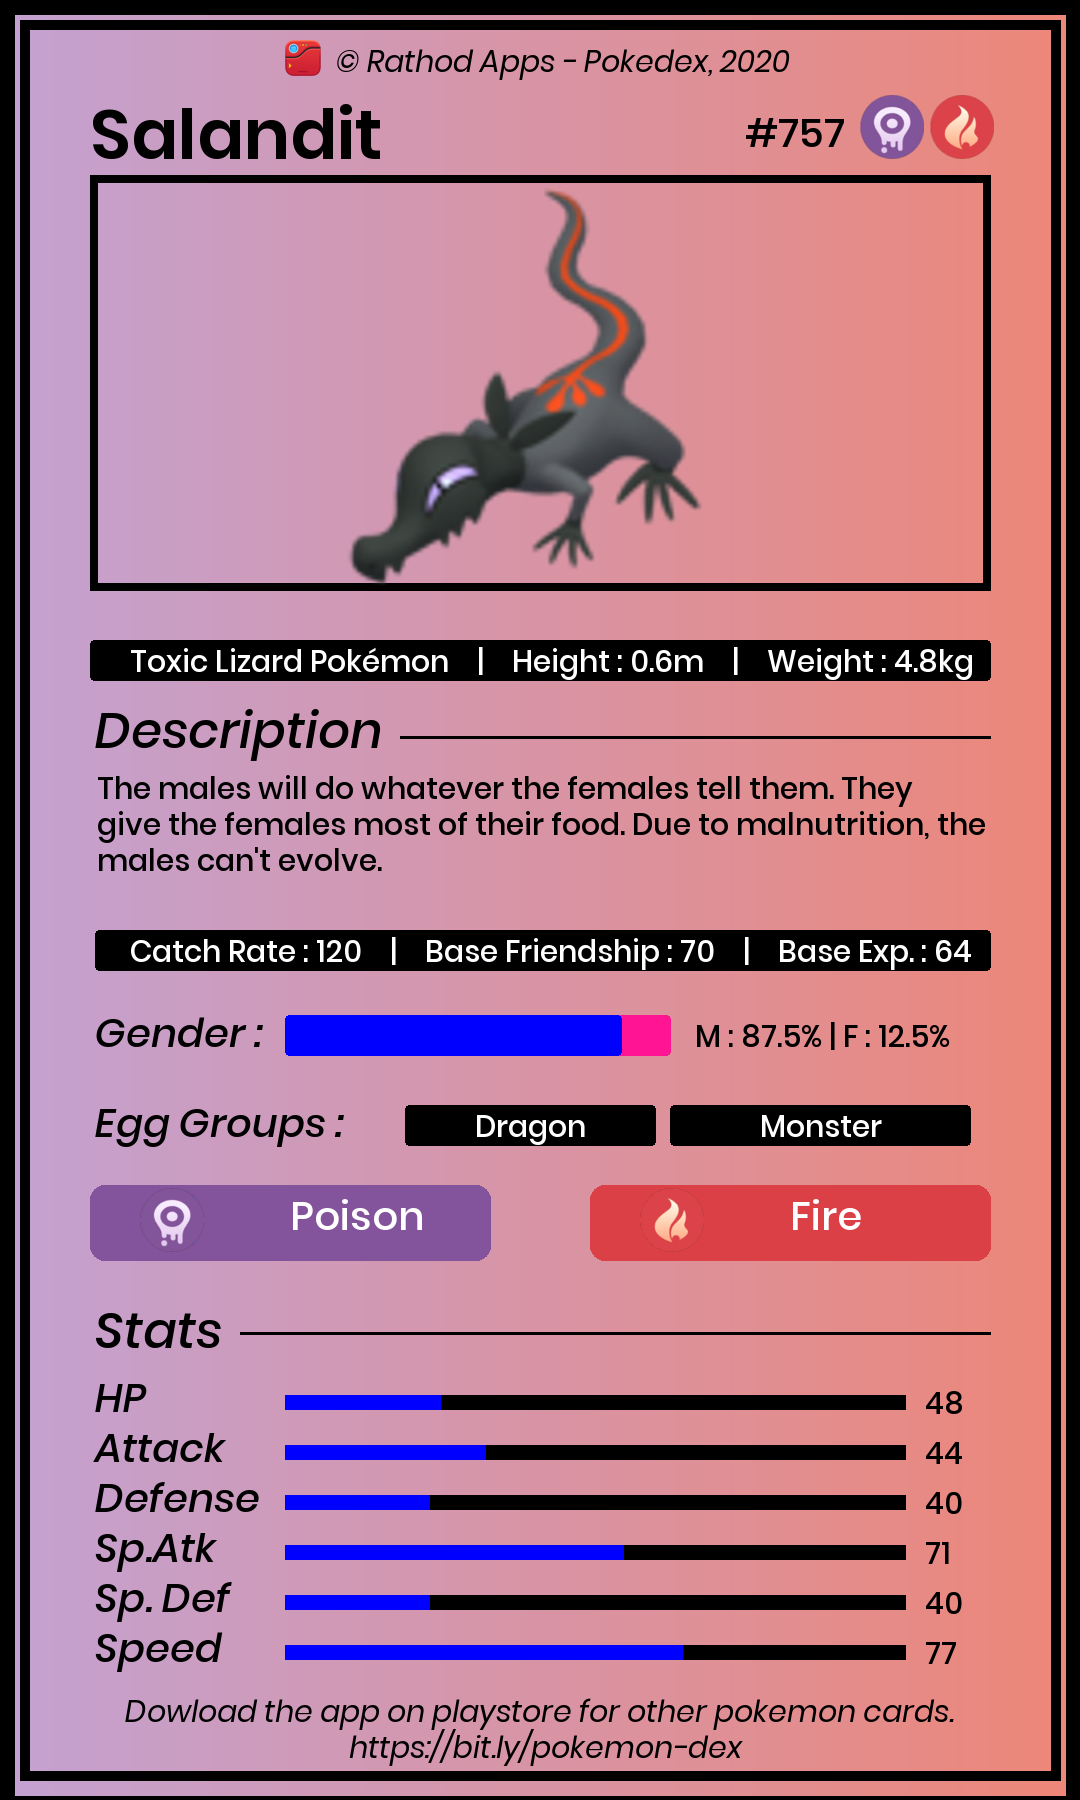 © Rathod Apps - Pokedex, 2020
Salandit #757
Toxic Lizard Pokémon | Height : 0.6m | Weight : 4.8kg
Description
The males will do whatever the females tell them. They
give the females most of their food. Due to malnutrition, the
males can't evolve.
Catch Rate : 120 | Base Friendship : 70 | Base Exp. : 64
Gender : M : 87.5% | F : 12.5%
Egg Groups : Dragon Monster
Poison Fire
Stats
HP 48
Attack 44
Defense 40
Sp.Atk 71
Sp. Def 40
Speed 77
Dowload the app on playstore for other pokemon cards.
https://bit.ly/pokemon-dex